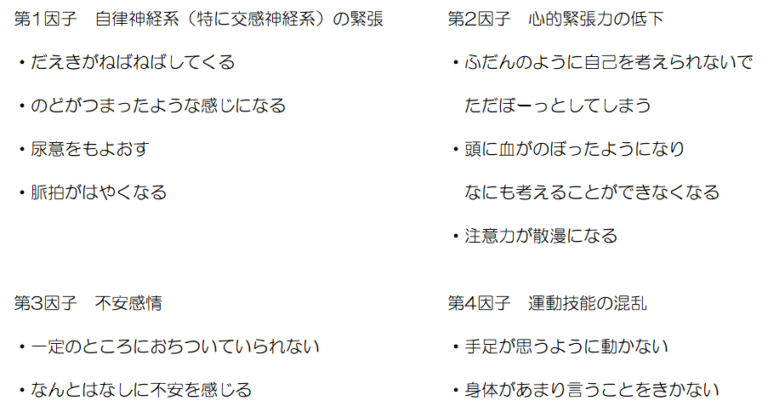 第1因子　自律神経系（特に交感神経系）の緊張
・だえきがねばねばしてくる
・のどがつまったような感じになる
・尿意をもよおす
・脈拍がはやくなる
第2因子　心的緊張力の低下
・ふだんのように自己を考えられないで
ただぼーっとしてしまう
・頭に血がのぼったようになり
なにも考えることができなくなる
・注意力が散漫になる
第3因子　不安感情
・一定のところにおちついていられない
・なんとはなしに不安を感じる
第4因子　運動技能の混乱
・手足が思うように動かない
・身体があまり言うことをきかない